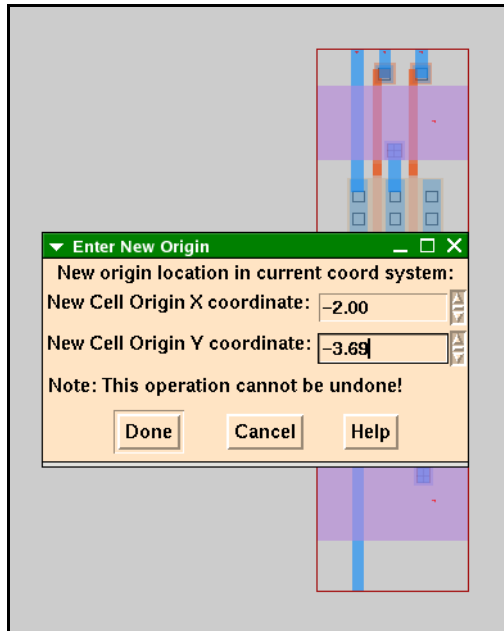 Enter New Origin
New origin location in current coord system:
New Cell Origin X coordinate: -2.00
New Cell Origin Y coordinate: -3.69
Note: This operation cannot be undone!
Done Cancel Help